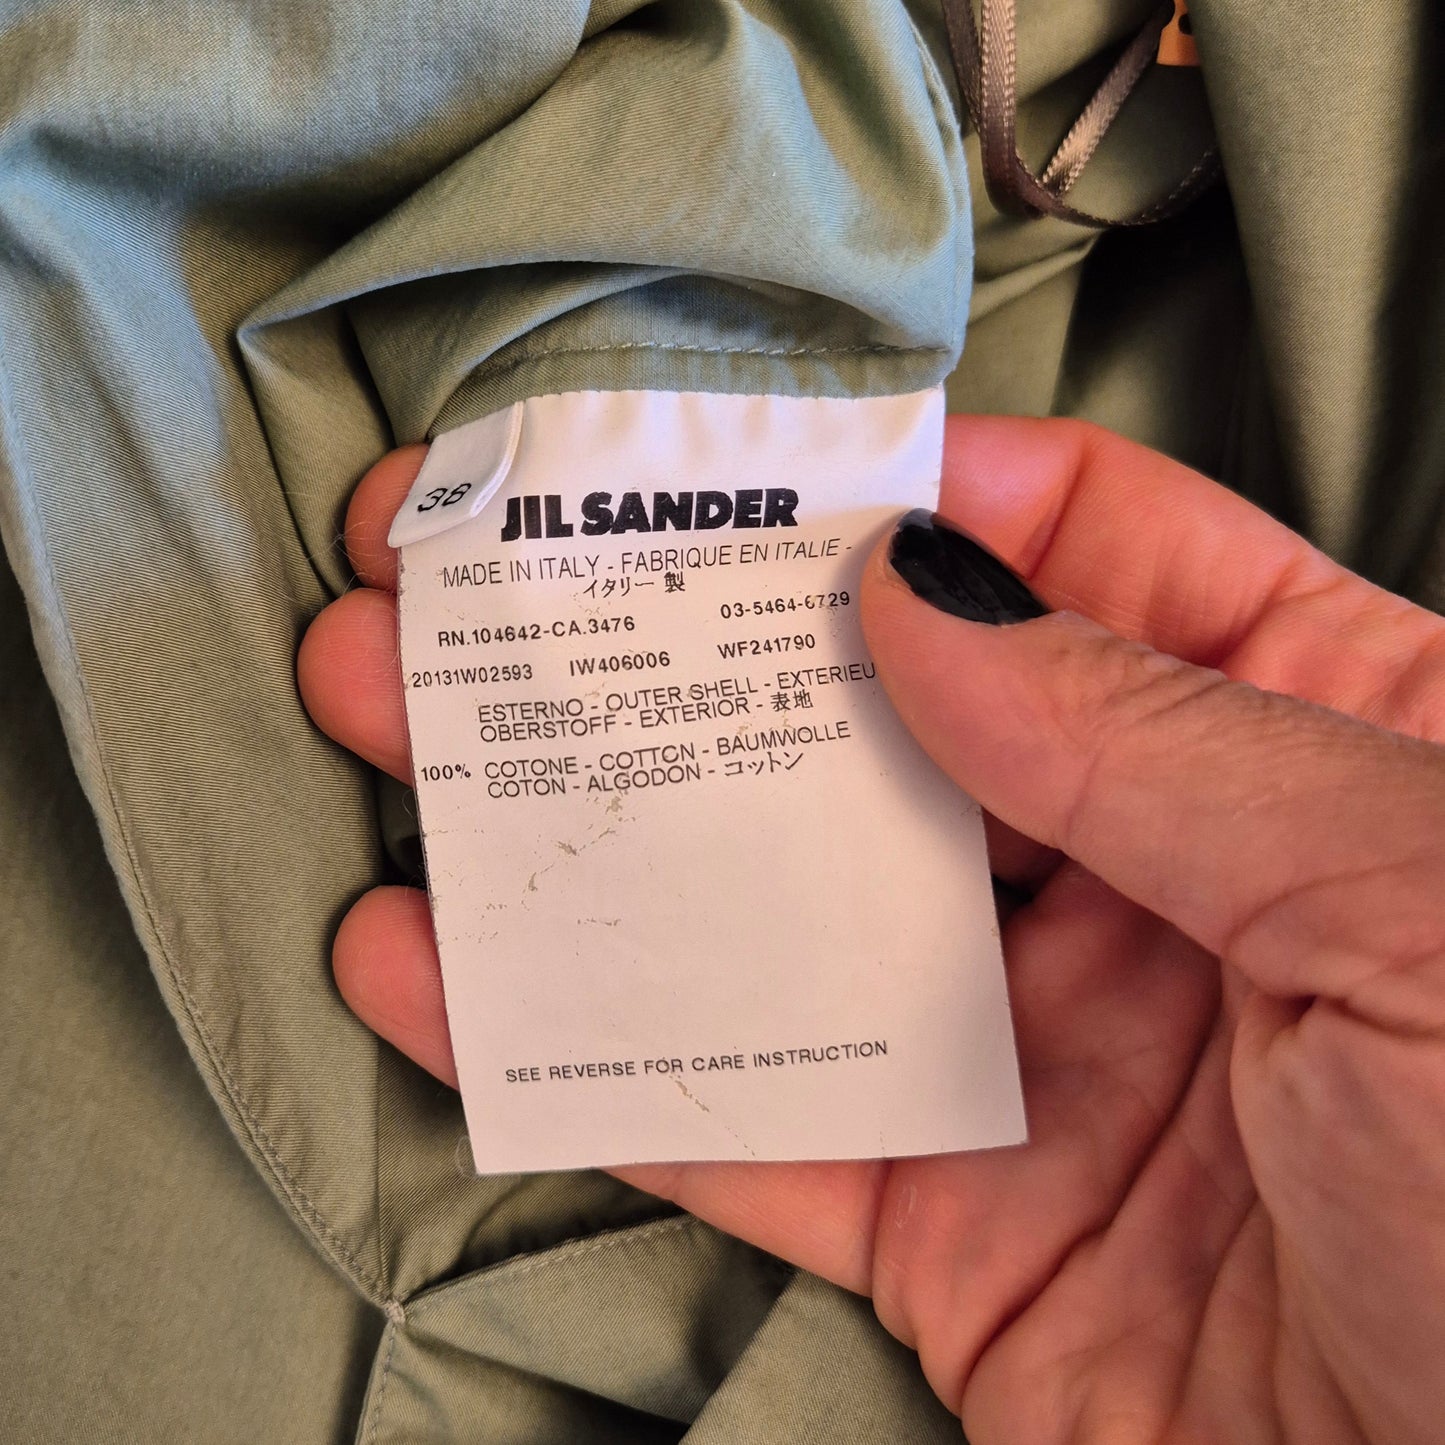 38
JIL SANDER
MADE IN ITALY - FABRIQUE EN ITALIE -
イタリー 製
RN.104642-CA.3476 03-5464-6729
20131W02593 IW406006 WF241790
ESTERNO - OUTER SHELL - EXTERIEU
OBERSTOFF - EXTERIOR - 表地
100% COTONE - COTTON - BAUMWOLLE
COTON - ALGODON - コットン
SEE REVERSE FOR CARE INSTRUCTION